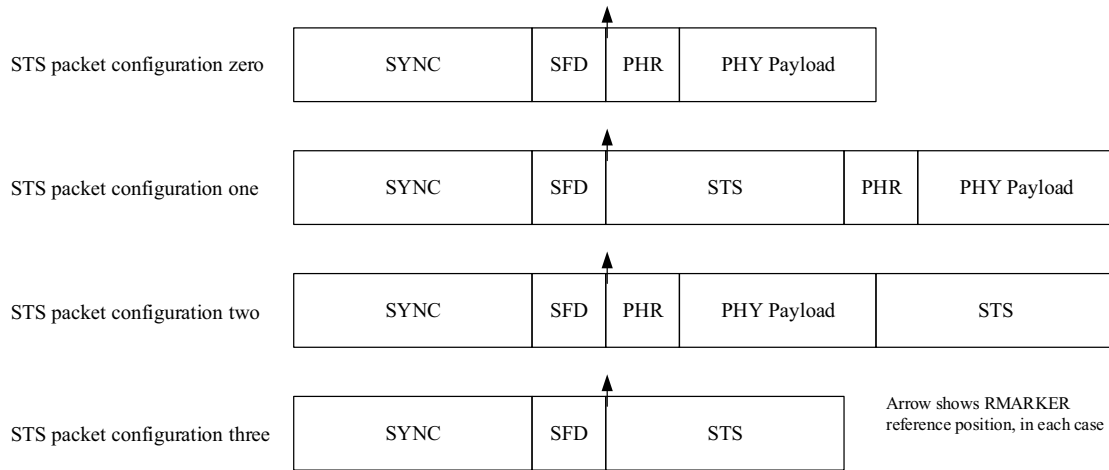 STS packet configuration zero SYNC SFD PHR PHY Payload
STS packet configuration one SYNC SFD STS PHR PHY Payload
STS packet configuration two SYNC SFD PHR PHY Payload STS
STS packet configuration three SYNC SFD STS
Arrow shows RMARKER
reference position, in each case